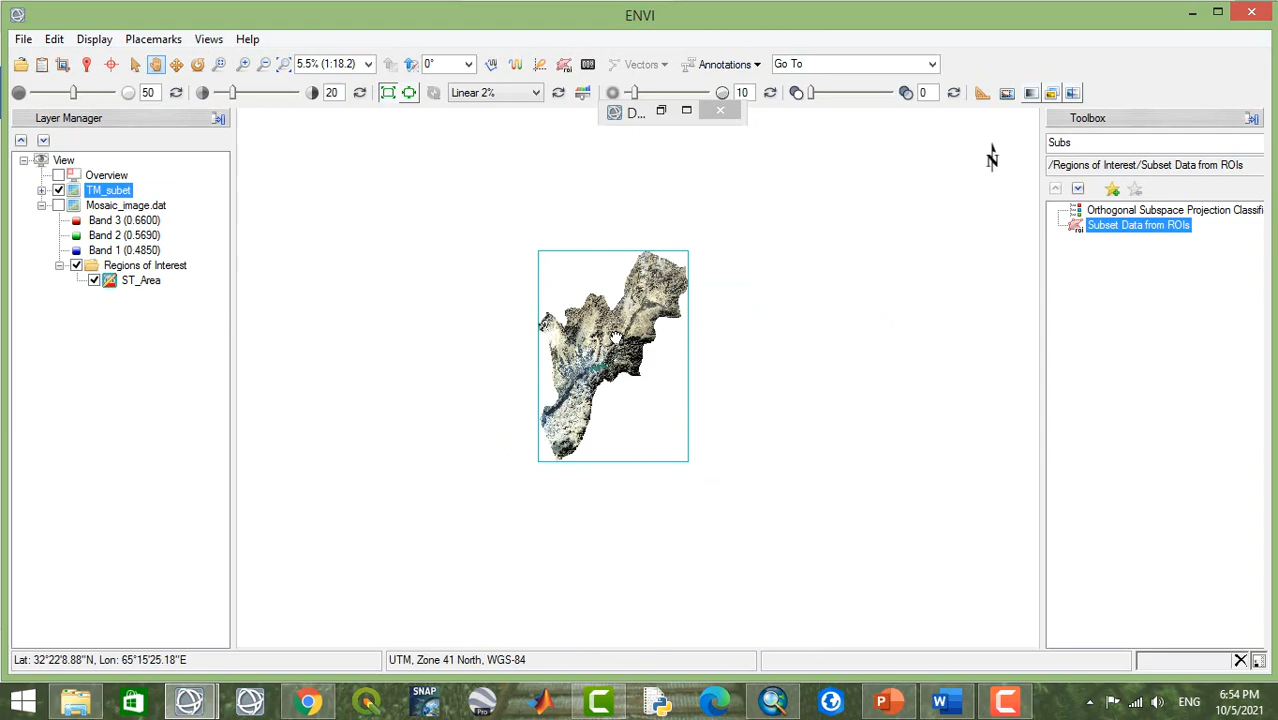 ENVI
File Edit Display Placemarks Views Help
5.5% (1:18.2) 0° Vectors Annotations Go To
50 20 Linear 2% 10 0
Layer Manager D... Toolbox
View
Overview
TM_subet
Mosaic_image.dat
Band 3 (0.6600)
Band 2 (0.5690)
Band 1 (0.4850)
Regions of Interest
ST_Area
N
Subs
/Regions of Interest/Subset Data from ROIs
Orthogonal Subspace Projection Classifi
roi Subset Data from ROIs
Lat: 32°22'8.88"N, Lon: 65°15'25.18"E UTM, Zone 41 North, WGS-84
SNAP Pro ENG 6:54 PM
10/5/2021